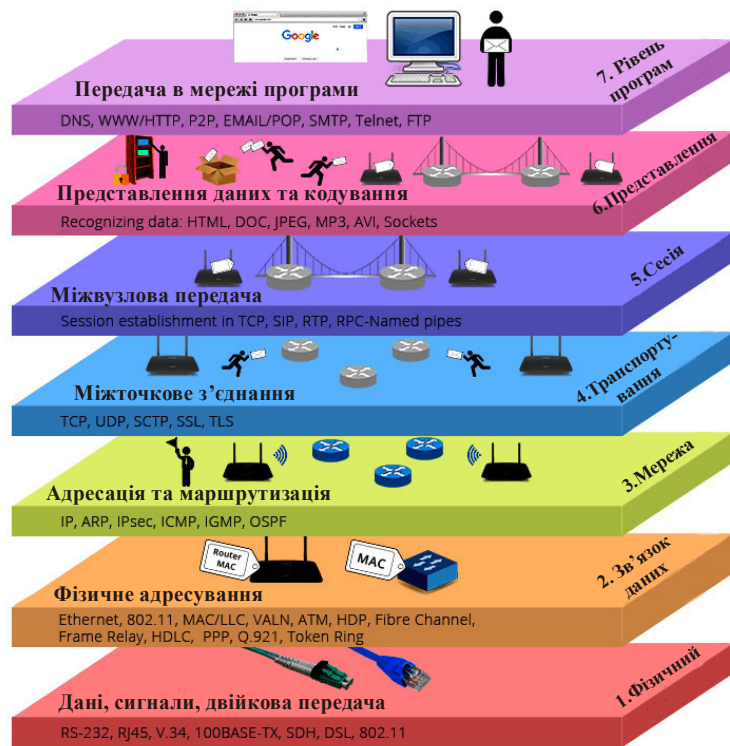 Google
7. Рівень
програм
Передача в мережі програми
DNS, WWW/HTTP, P2P, EMAIL/POP, SMTP, Telnet, FTP
6.Представлення
Представлення даних та кодування
Recognizing data: HTML, DOC, JPEG, MP3, AVI, Sockets
5.Сесія
Міжвузлова передача
Session establishment in TCP, SIP, RTP, RPC-Named pipes
4.Транспорту-
вання
Міжточкове з’єднання
TCP, UDP, SCTP, SSL, TLS
3.Мережа
Адресація та маршрутизація
IP, ARP, IPsec, ICMP, IGMP, OSPF
Router
MAC
MAC
2. Зв’язок
даних
Фізичне адресування
Ethernet, 802.11, MAC/LLC, VALN, ATM, HDP, Fibre Channel,
Frame Relay, HDLC, PPP, Q.921, Token Ring
1.Фізичний
Дані, сигнали, двійкова передача
RS-232, RJ45, V.34, 100BASE-TX, SDH, DSL, 802.11